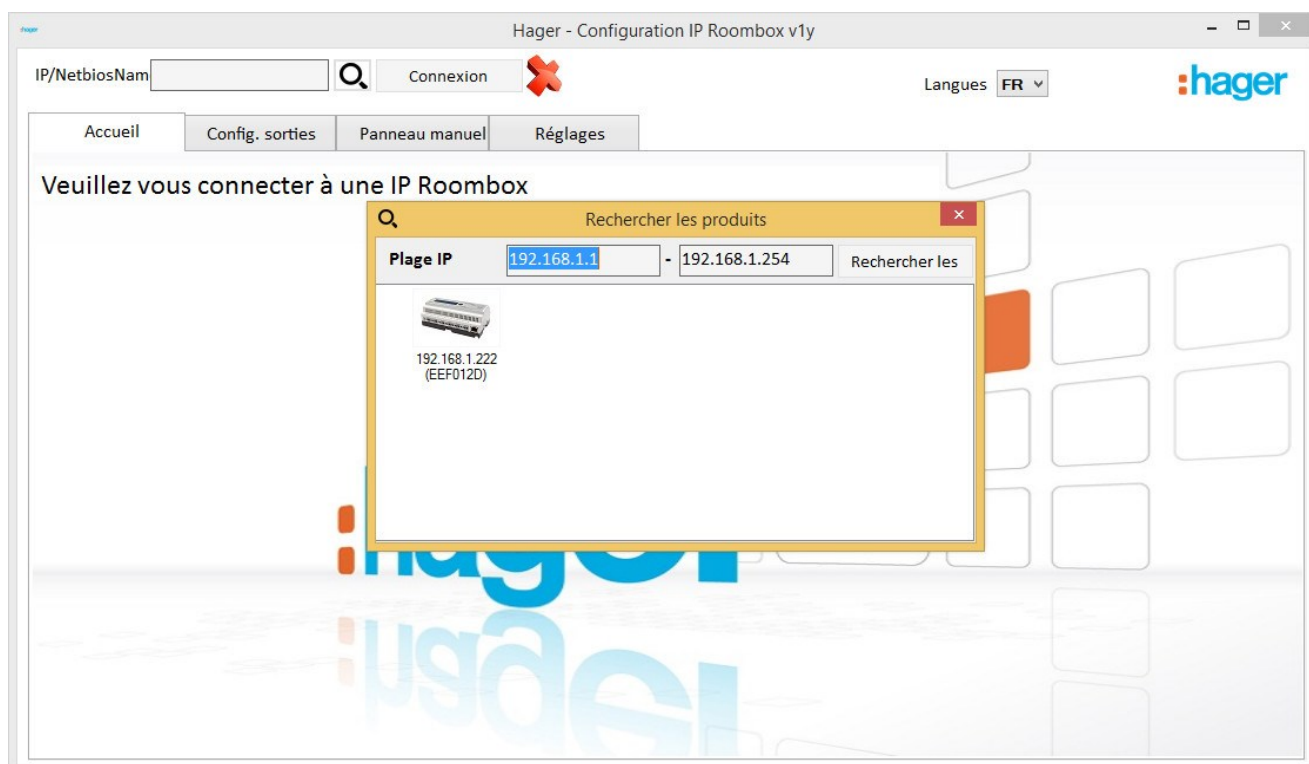 Hager - Configuration IP Roombox v1y
IP/NetbiosNam
Connexion
Langues FR
:hager
Accueil Config. sorties Panneau manuel Réglages
Veuillez vous connecter à une IP Roombox
Rechercher les produits
Plage IP 192.168.1.1 - 192.168.1.254 Rechercher les
192.168.1.222
(EEF012D)
:hager